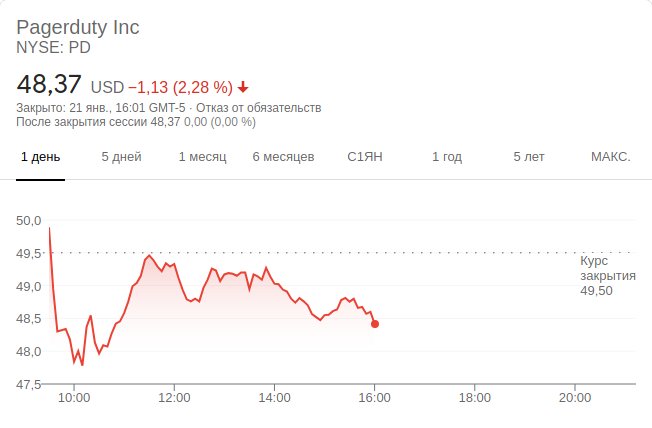 Pagerduty Inc
NYSE: PD
48,37 USD −1,13 (2,28 %)
Закрыто: 21 янв., 16:01 GMT-5 · Отказ от обязательств
После закрытия сессии 48,37 0,00 (0,00 %)
1 день 5 дней 1 месяц 6 месяцев С1ЯН 1 год 5 лет МАКС.
50,0
49,5
Курс
закрытия
49,50
49,0
48,5
48,0
47,5
10:00 12:00 14:00 16:00 18:00 20:00